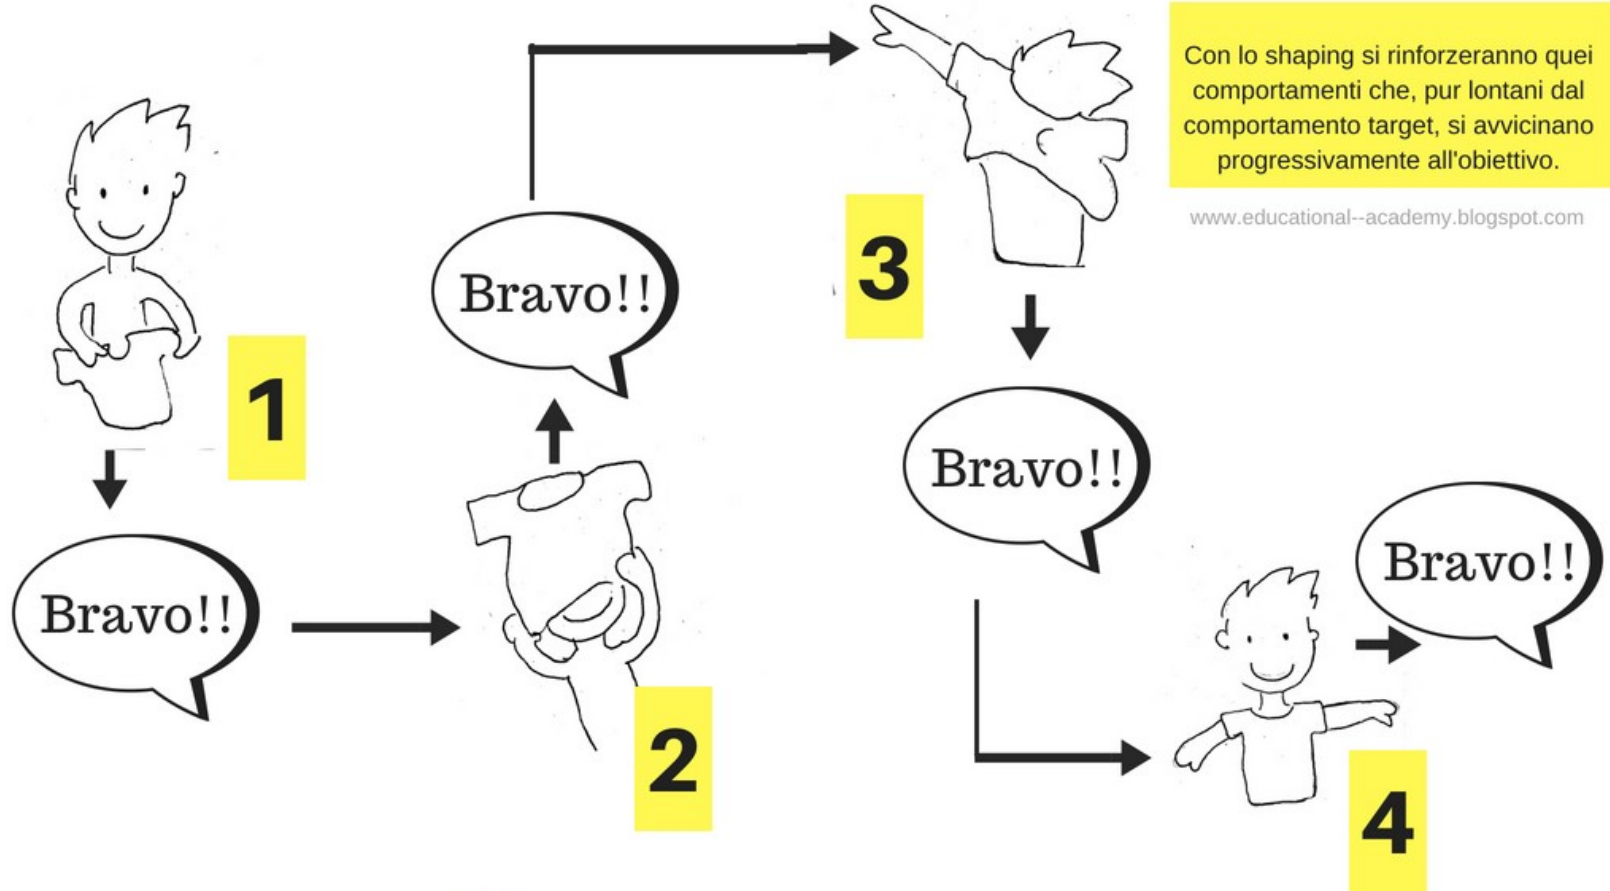 Con lo shaping si rinforzeranno quei
comportamenti che, pur lontani dal
comportamento target, si avvicinano
progressivamente all'obiettivo.
www.educational--academy.blogspot.com
1
Bravo!!
2
Bravo!!
3
Bravo!!
4
Bravo!!